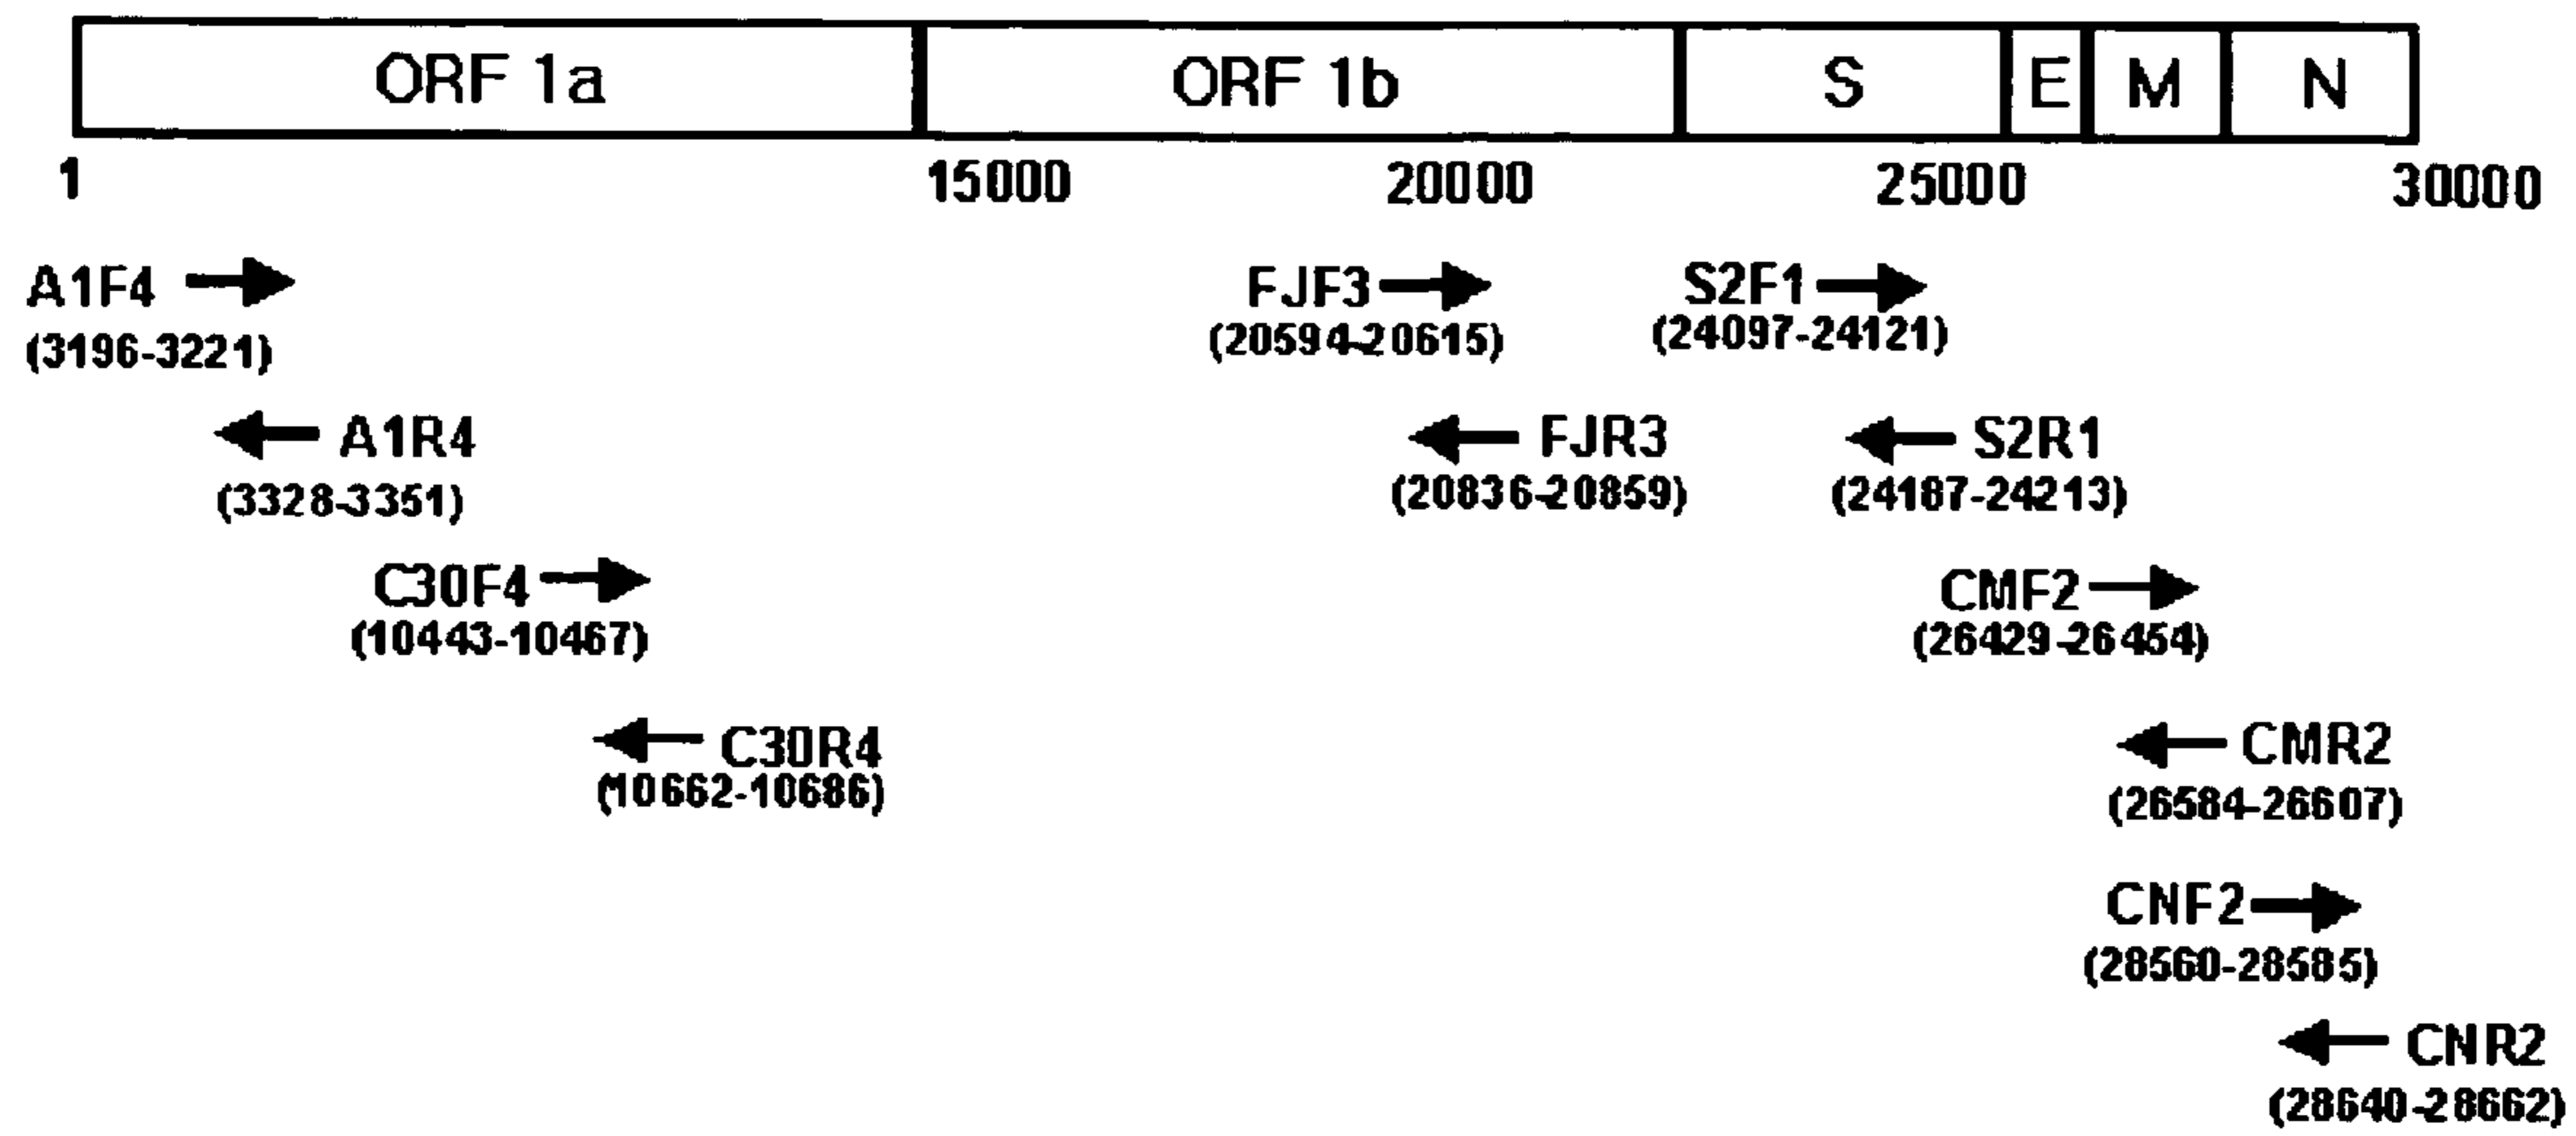 ORF 1a ORF 1b S E M N
1 15000 20000 25000 30000
A1F4 FJF3 S2F1
(3196-3221) (20594-20615) (24097-24121)
A1R4 FJR3 S2R1
(3328-3351) (20836-20859) (24187-24213)
C30F4 CMF2
(10443-10467) (26429-26454)
C30R4 CMR2
(10662-10686) (26584-26607)
CNF2
(28560-28585)
CNR2
(28640-28662)